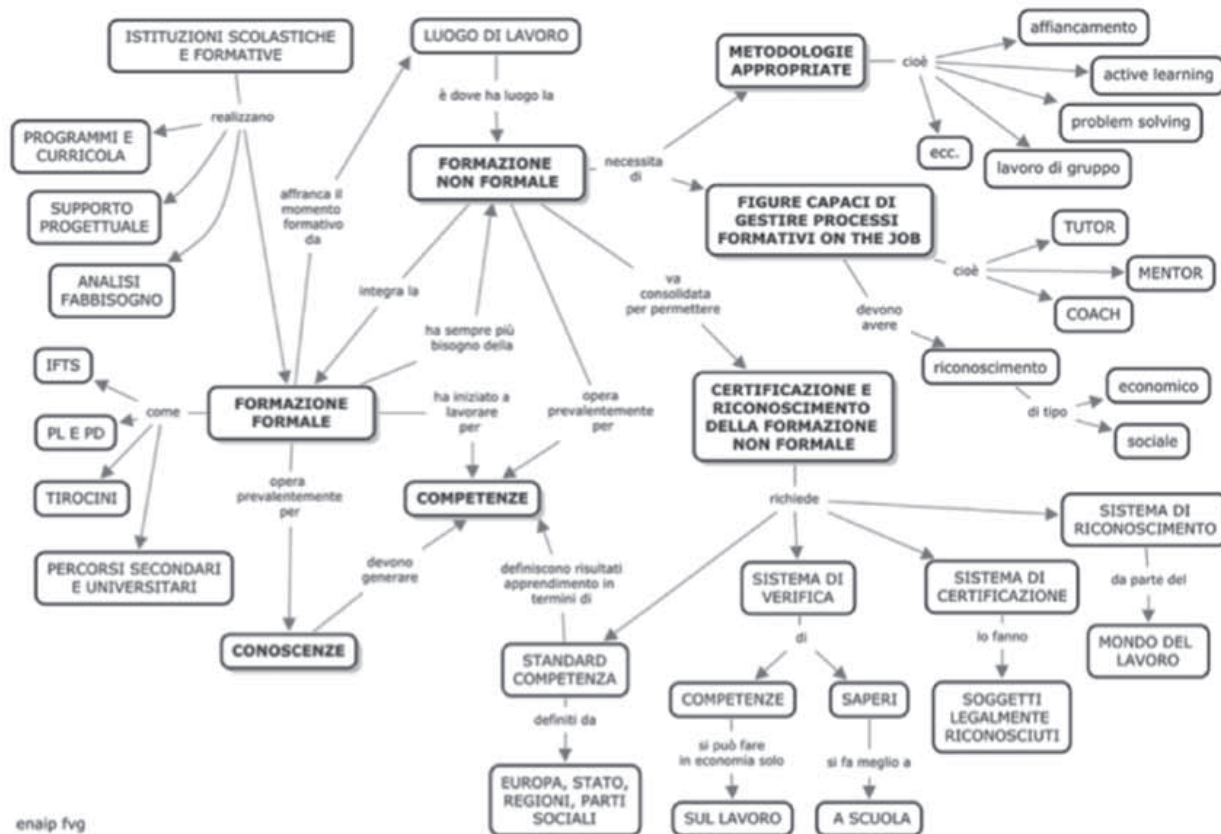 ISTITUZIONI SCOLASTICHE
E FORMATIVE
realizzano
PROGRAMMI E
CURRICOLA
SUPPORTO
PROGETTUALE
ANALISI
FABBISOGNO
affranca il
momento
formativo
da
LUOGO DI LAVORO
è dove ha luogo la
FORMAZIONE
NON FORMALE
necessita
di
METODOLOGIE
APPROPRIATE
cioè
affiancamento
active learning
problem solving
lavoro di gruppo
ecc.
FIGURE CAPACI DI
GESTIRE PROCESSI
FORMATIVI ON THE JOB
cioè
TUTOR
MENTOR
COACH
devono
avere
riconoscimento
di tipo
economico
sociale
integra la
ha sempre più
bisogno della
va
consolidata
per permettere
opera
prevalentemente
per
IFTS
PL E PD
TIROCINI
PERCORSI SECONDARI
E UNIVERSITARI
come
FORMAZIONE
FORMALE
ha iniziato a
lavorare
per
opera
prevalentemente
per
COMPETENZE
devono
generare
CONOSCENZE
definiscono risultati
apprendimento in
termini di
STANDARD
COMPETENZA
definiti da
EUROPA, STATO,
REGIONI, PARTI
SOCIALI
CERTIFICAZIONE E
RICONOSCIMENTO
DELLA FORMAZIONE
NON FORMALE
richiede
SISTEMA DI
VERIFICA
di
COMPETENZE
si può fare
in economia solo
SUL LAVORO
SAPERI
si fa meglio a
A SCUOLA
SISTEMA DI
CERTIFICAZIONE
lo fanno
SOGGETTI
LEGALMENTE
RICONOSCIUTI
SISTEMA DI
RICONOSCIMENTO
da parte del
MONDO DEL
LAVORO
enaip fvg